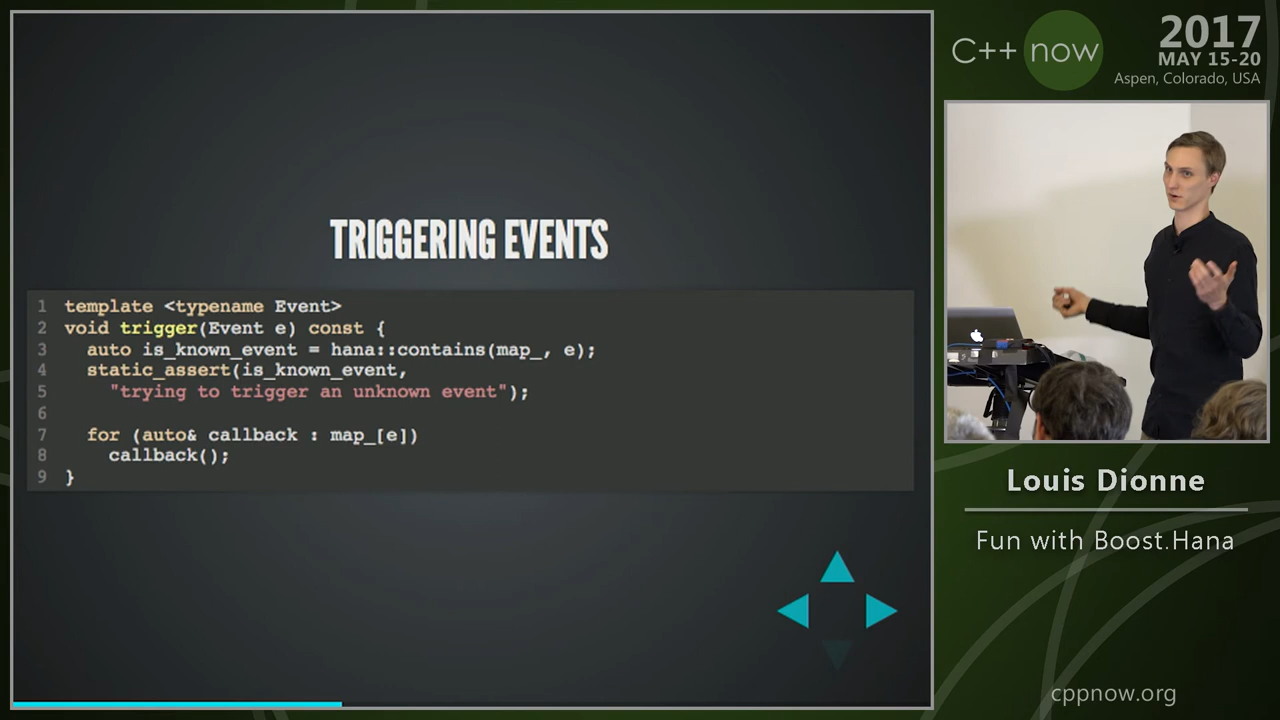 TRIGGERING EVENTS
1 template <typename Event>
2 void trigger(Event e) const {
3   auto is_known_event = hana::contains(map_, e);
4   static_assert(is_known_event,
5     "trying to trigger an unknown event");
6
7   for (auto& callback : map_[e])
8     callback();
9 }
C++ now
2017
MAY 15-20
Aspen, Colorado, USA
Louis Dionne
Fun with Boost.Hana
cppnow.org